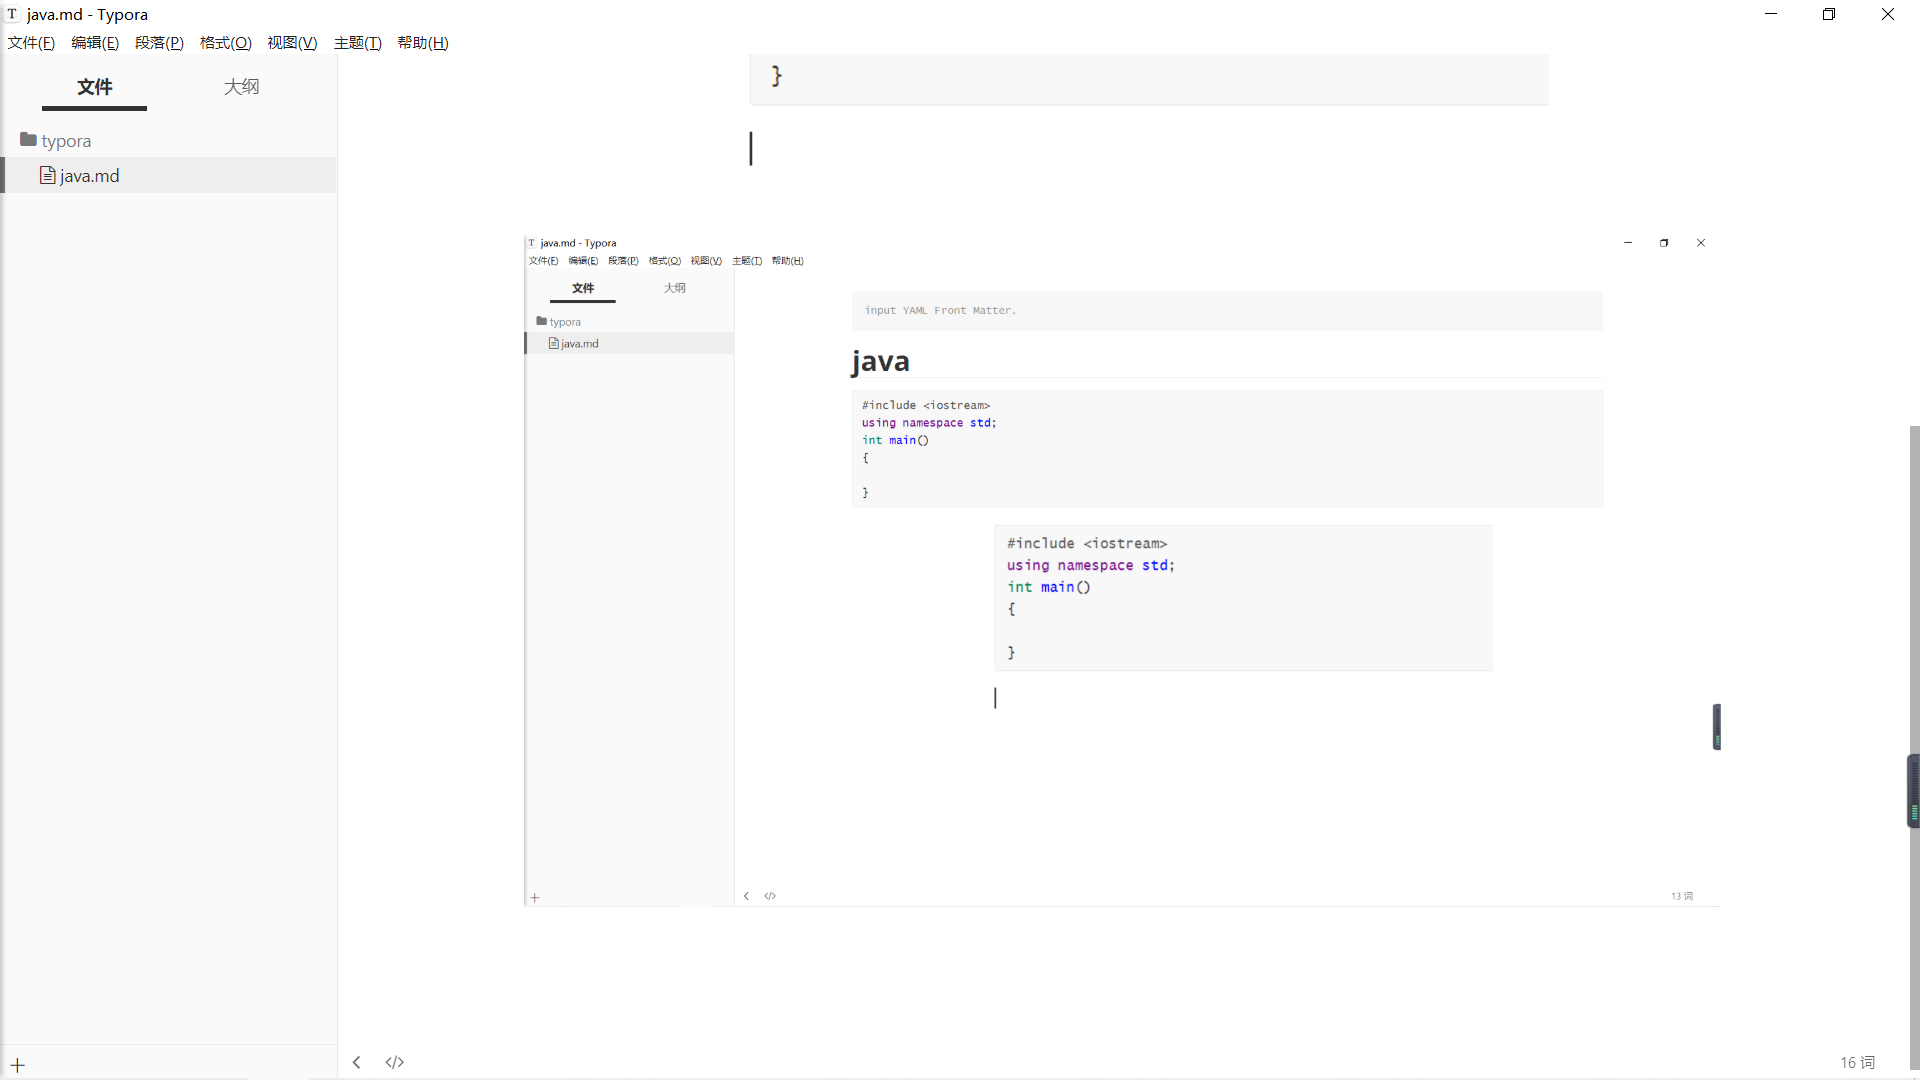 T java.md - Typora
文件(F) 编辑(E) 段落(P) 格式(O) 视图(V) 主题(T) 帮助(H)
文件 大纲
typora
java.md
}
T java.md - Typora
文件(F) 编辑(E) 段落(P) 格式(O) 视图(V) 主题(T) 帮助(H)
文件 大纲
typora
java.md
input YAML Front Matter.
java
#include <iostream>
using namespace std;
int main()
{
}
#include <iostream>
using namespace std;
int main()
{
}
+ < </> 13 词
+ < </> 16 词